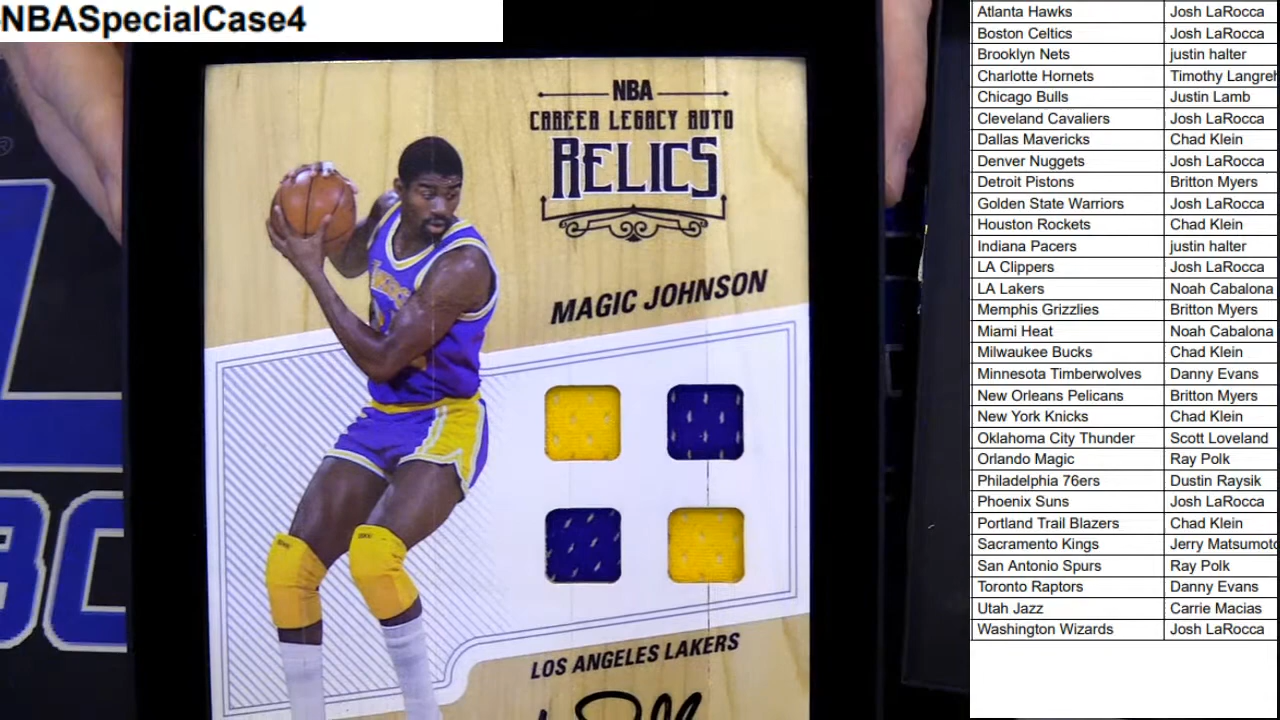 NBASpecialCase4
NBA
CAREER LEGACY AUTO
RELICS
MAGIC JOHNSON
LOS ANGELES LAKERS
Atlanta Hawks Josh LaRocca
Boston Celtics Josh LaRocca
Brooklyn Nets justin halter
Charlotte Hornets Timothy Langreh
Chicago Bulls Justin Lamb
Cleveland Cavaliers Josh LaRocca
Dallas Mavericks Chad Klein
Denver Nuggets Josh LaRocca
Detroit Pistons Britton Myers
Golden State Warriors Josh LaRocca
Houston Rockets Chad Klein
Indiana Pacers justin halter
LA Clippers Josh LaRocca
LA Lakers Noah Cabalona
Memphis Grizzlies Britton Myers
Miami Heat Noah Cabalona
Milwaukee Bucks Chad Klein
Minnesota Timberwolves Danny Evans
New Orleans Pelicans Britton Myers
New York Knicks Chad Klein
Oklahoma City Thunder Scott Loveland
Orlando Magic Ray Polk
Philadelphia 76ers Dustin Raysik
Phoenix Suns Josh LaRocca
Portland Trail Blazers Chad Klein
Sacramento Kings Jerry Matsumoto
San Antonio Spurs Ray Polk
Toronto Raptors Danny Evans
Utah Jazz Carrie Macias
Washington Wizards Josh LaRocca